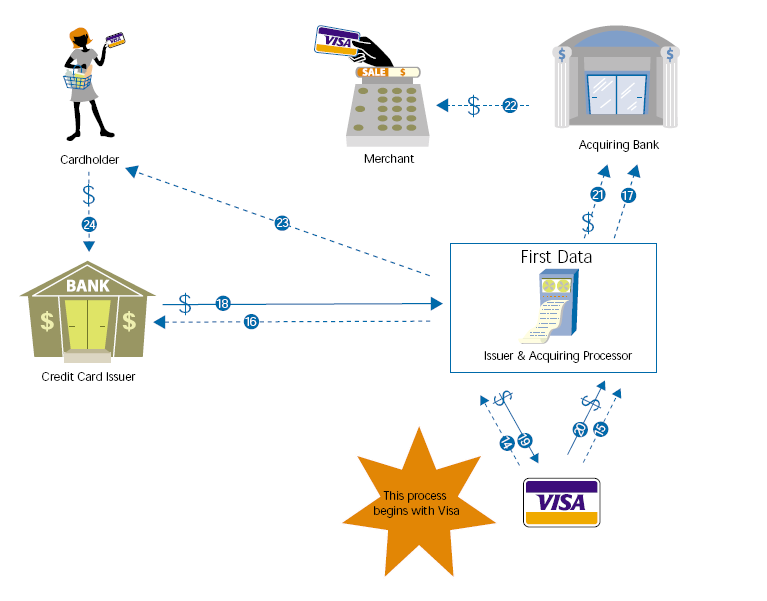 VISA
VISA
SALE $
$ $
$ 22
Cardholder
Merchant
Acquiring Bank
$
24
23
21
17
$
First Data
BANK
$ $
$ 18
16
Issuer & Acquiring Processor
Credit Card Issuer
$ $
14 19 20 15
This process
begins with Visa
VISA